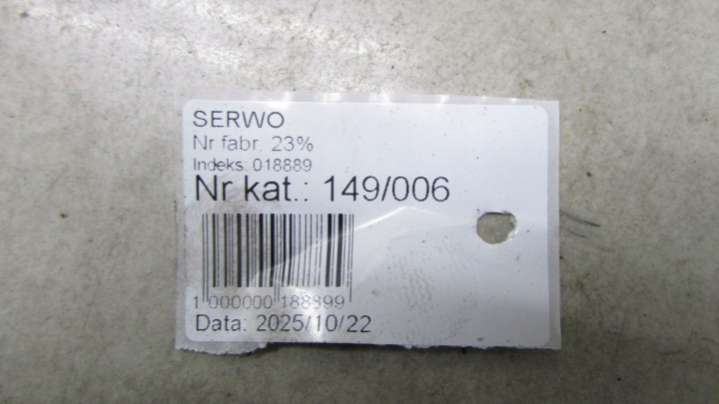 SERWO
Nr fabr. 23%
Indeks: 018889
Nr kat.: 149/006
1 000000 188899
Data: 2025/10/22